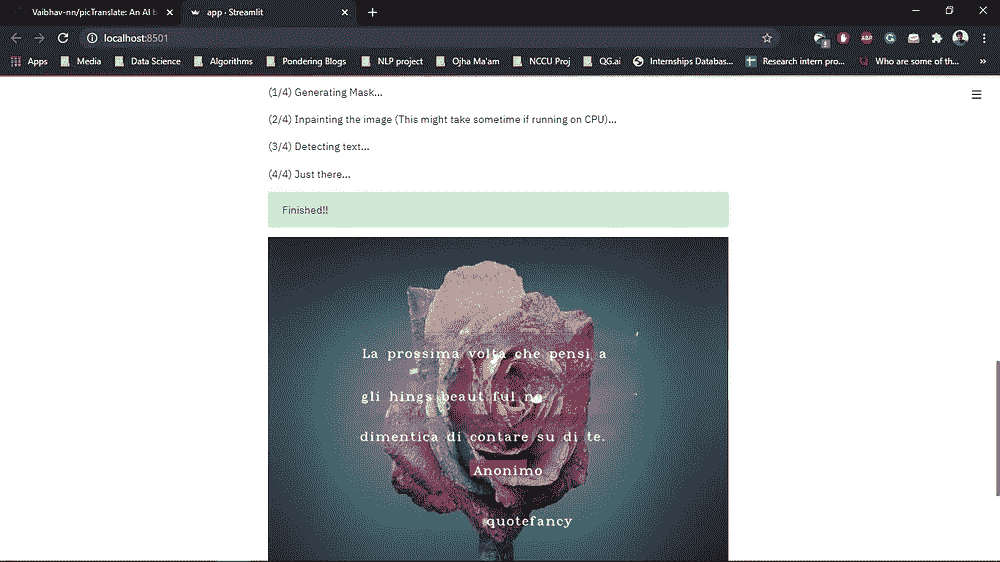 Vaibhav-nn/picTranslate: An AI b
app · Streamlit
localhost:8501
Apps Media Data Science Algorithms Pondering Blogs NLP project Ojha Ma'am NCCU Proj QG.ai Internships Databas... Research intern pro... Who are some of th... »
(1/4) Generating Mask...
(2/4) Inpainting the image (This might take sometime if running on CPU)...
(3/4) Detecting text...
(4/4) Just there...
Finished!!
La prossima volta che pensi a
gli hings beaut ful no
dimentica di contare su di te.
Anonimo
quotefancy